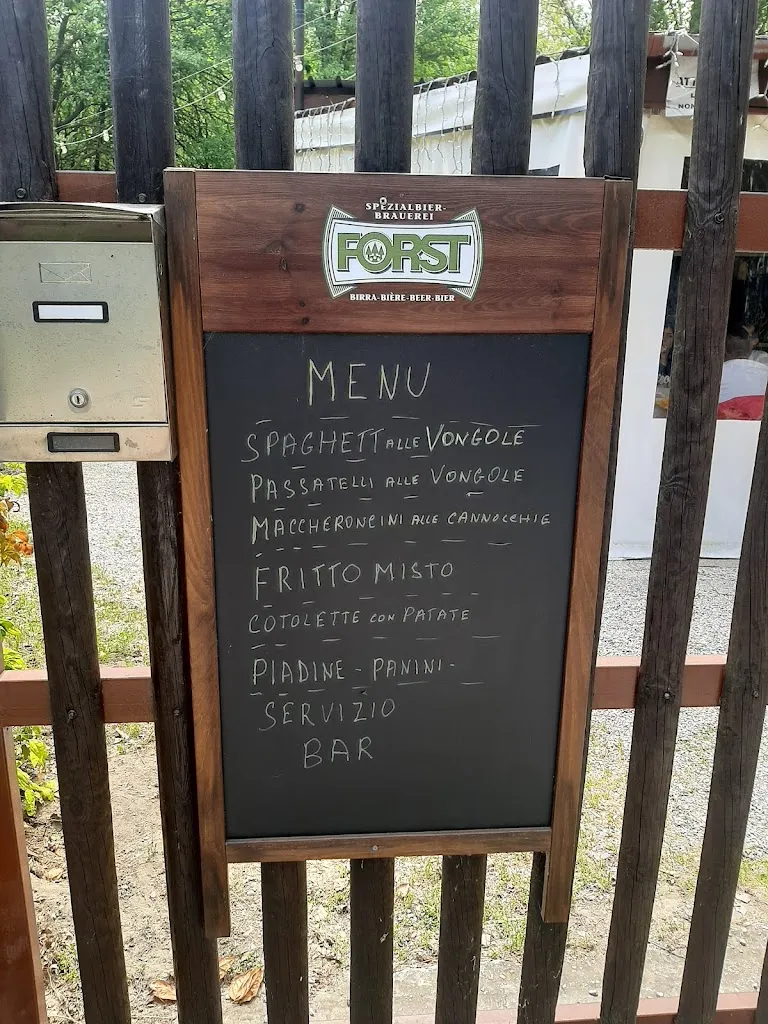 SPEZIALBIER-
BRAUEREI
FORST
BIRRA-BIÈRE-BEER-BIER
MENU
SPAGHETTI ALLE VONGOLE
PASSATELLI ALLE VONGOLE
MACCHERONCINI ALLE CANNOCCHIE
FRITTO MISTO
COTOLETTE CON PATATE
PIADINE - PANINI -
SERVIZIO
BAR